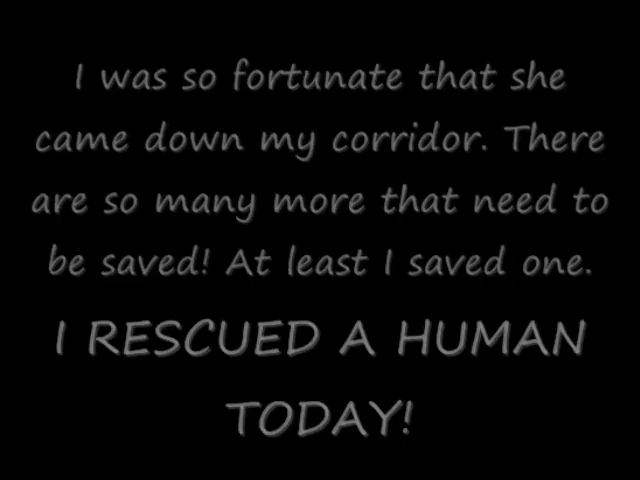 I was so fortunate that she
came down my corridor. There
are so many more that need to
be saved! At least I saved one.
I RESCUED A HUMAN
TODAY!